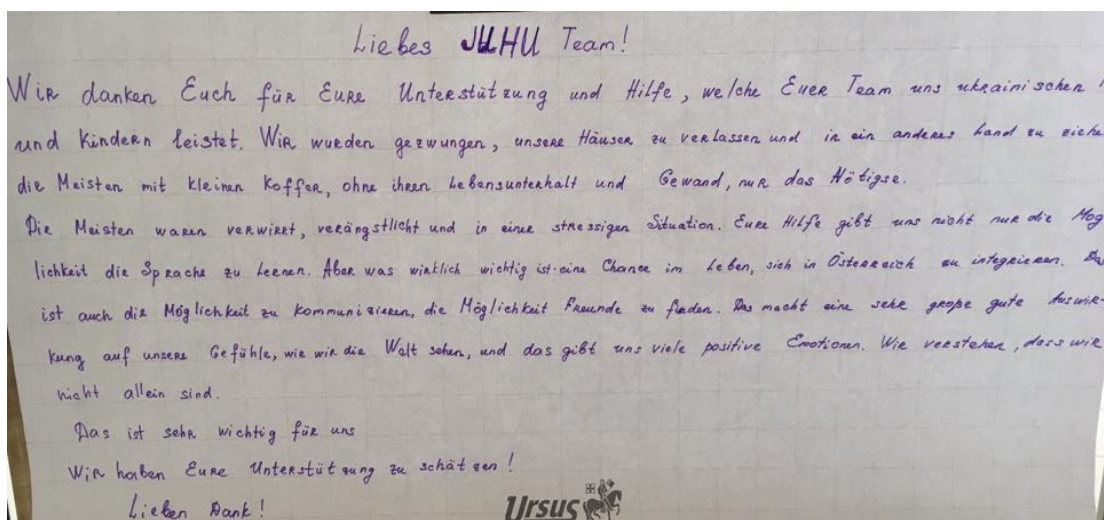 Liebes JUHU Team!
Wir danken Euch für Eure Unterstützung und Hilfe, welche Euer Team uns ukrainischen
und Kindern leistet. Wir wurden gezwungen, unsere Häuser zu verlassen und in ein anderes Land zu ziehe
die Meisten mit kleinen Koffer, ohne ihren Lebensunterhalt und Gewand, nur das Nötigse.
Die Meisten waren verwirrt, verängstlicht und in einer stressigen Situation. Eure Hilfe gibt uns nicht nur die Mög
lichkeit die Sprache zu lernen. Aber was wirklich wichtig ist-eine Chance im Leben, sich in Österreich zu integrieren. Das
ist auch die Möglichkeit zu kommunizieren, die Möglichkeit Freunde zu finden. Das macht eine sehr große gute Auswir-
kung auf unsere Gefühle, wie wir die Welt sehen, und das gibt uns viele positive Emotionen. Wir verstehen, dass wir
nicht allein sind.
Das ist sehr wichtig für uns
Wir haben Eure Unterstützung zu schätzen!
Lieben Dank!
Ursus